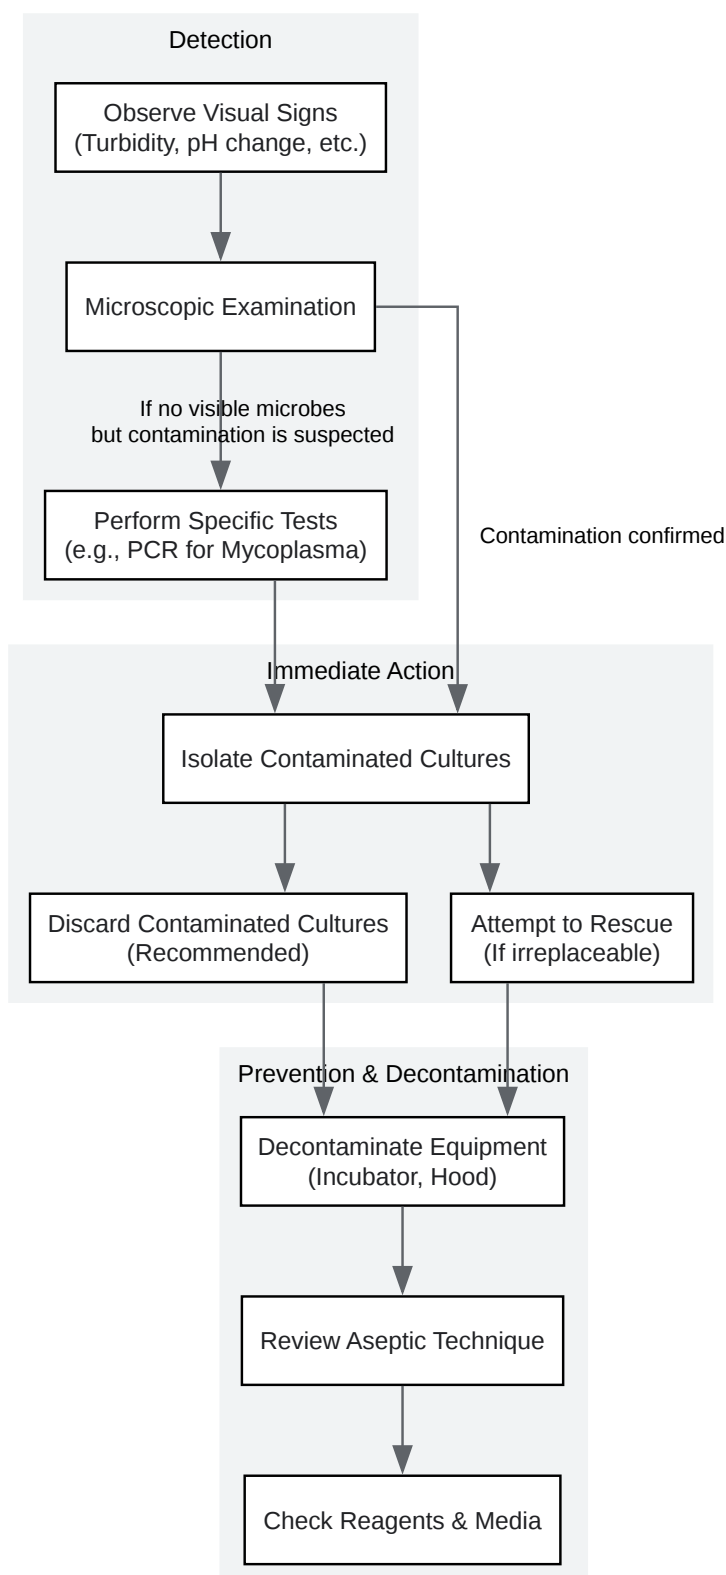 Detection
Observe Visual Signs
(Turbidity, pH change, etc.)
Microscopic Examination
If no visible microbes
but contamination is suspected
Perform Specific Tests
(e.g., PCR for Mycoplasma)
Contamination confirmed
Immediate Action
Isolate Contaminated Cultures
Discard Contaminated Cultures
(Recommended)
Attempt to Rescue
(If irreplaceable)
Prevention & Decontamination
Decontaminate Equipment
(Incubator, Hood)
Review Aseptic Technique
Check Reagents & Media